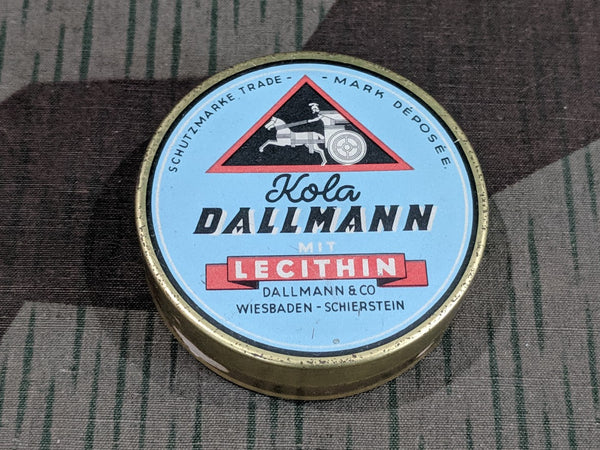 SCHUTZMARKE. TRADE - - MARK DÉPOSÉE.
Kola
DALLMANN
MIT
LECITHIN
DALLMANN & CO
WIESBADEN - SCHIERSTEIN